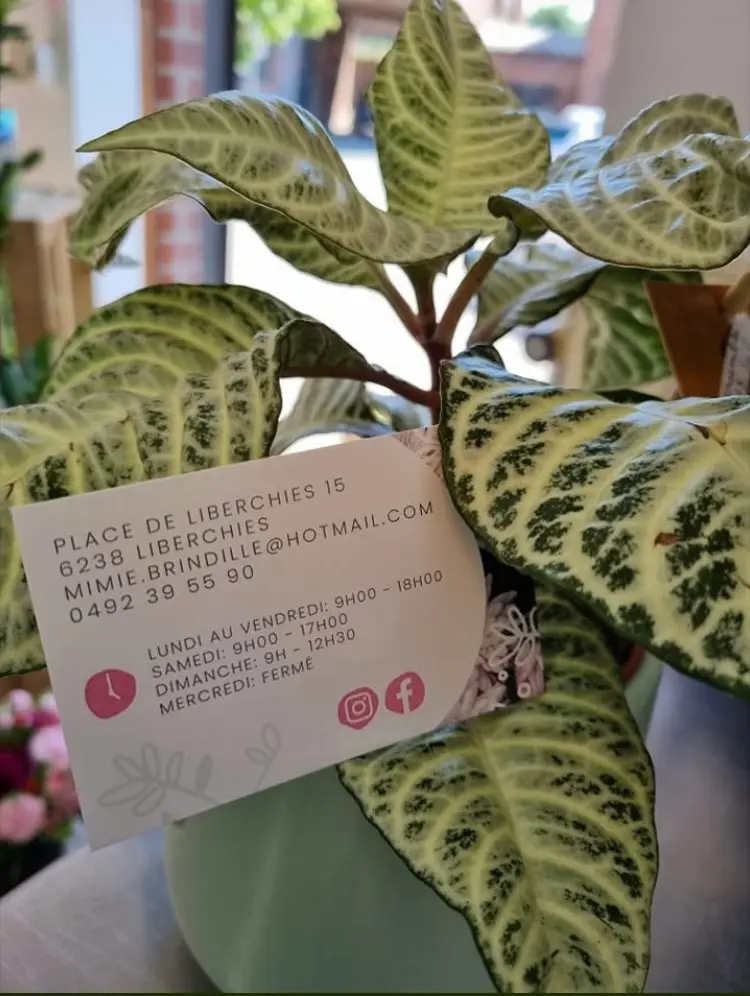 PLACE DE LIBERCHIES 15
6238 LIBERCHIES
MIMIE.BRINDILLE@HOTMAIL.COM
0492 39 55 90
LUNDI AU VENDREDI: 9H00 - 18H00
SAMEDI: 9H00 - 17H00
DIMANCHE: 9H - 12H30
MERCREDI: FERMÉ